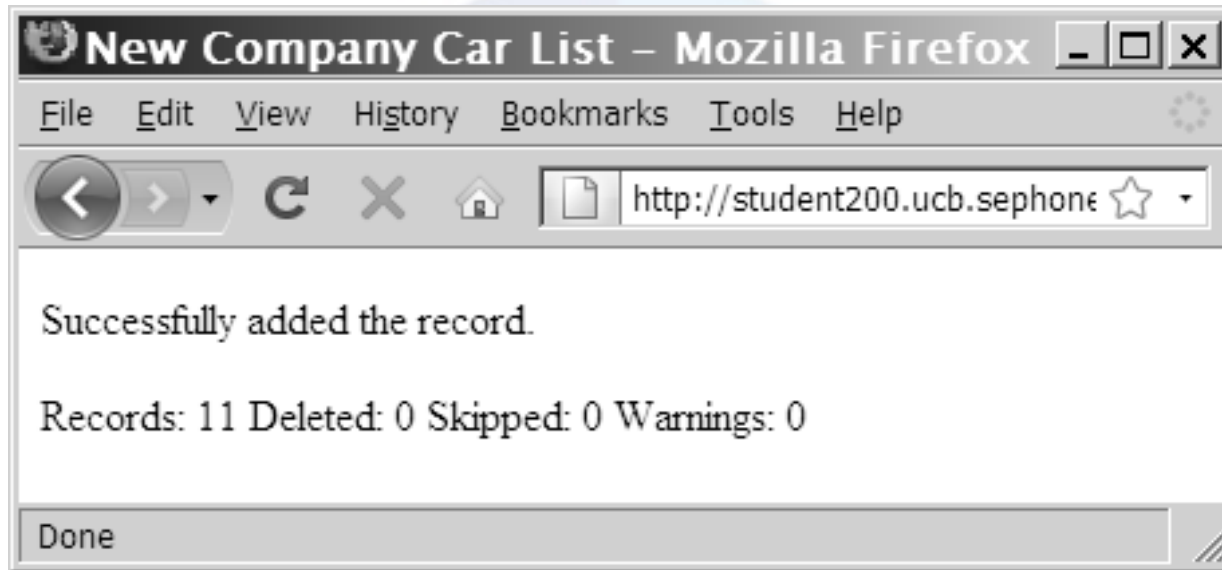 New Company Car List – Mozilla Firefox
File Edit View History Bookmarks Tools Help
http://student200.ucb.sephone
Successfully added the record.
Records: 11 Deleted: 0 Skipped: 0 Warnings: 0
Done